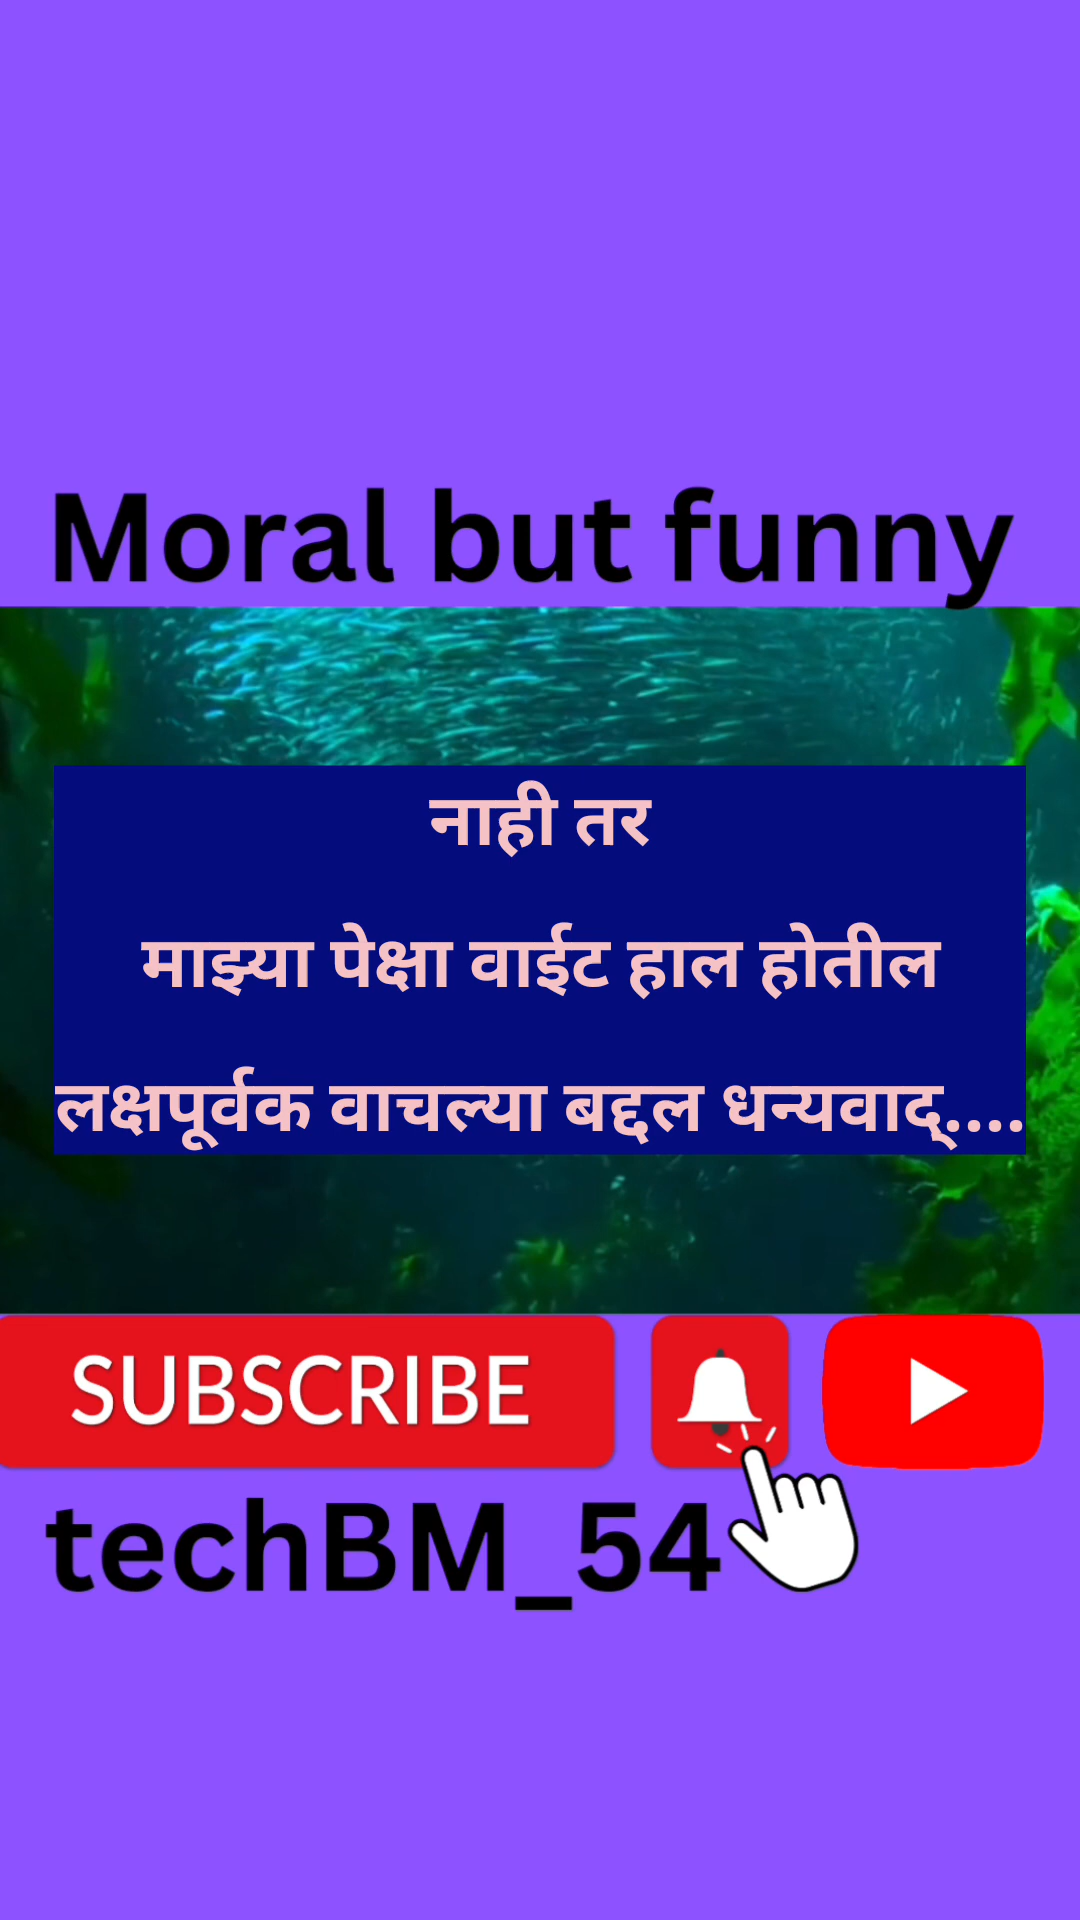 Moral but funny
नाही तर
माझ्या पेक्षा वाईट हाल होतील
लक्षपूर्वक वाचल्या बद्दल धन्यवाद्....
SUBSCRIBE
techBM_54